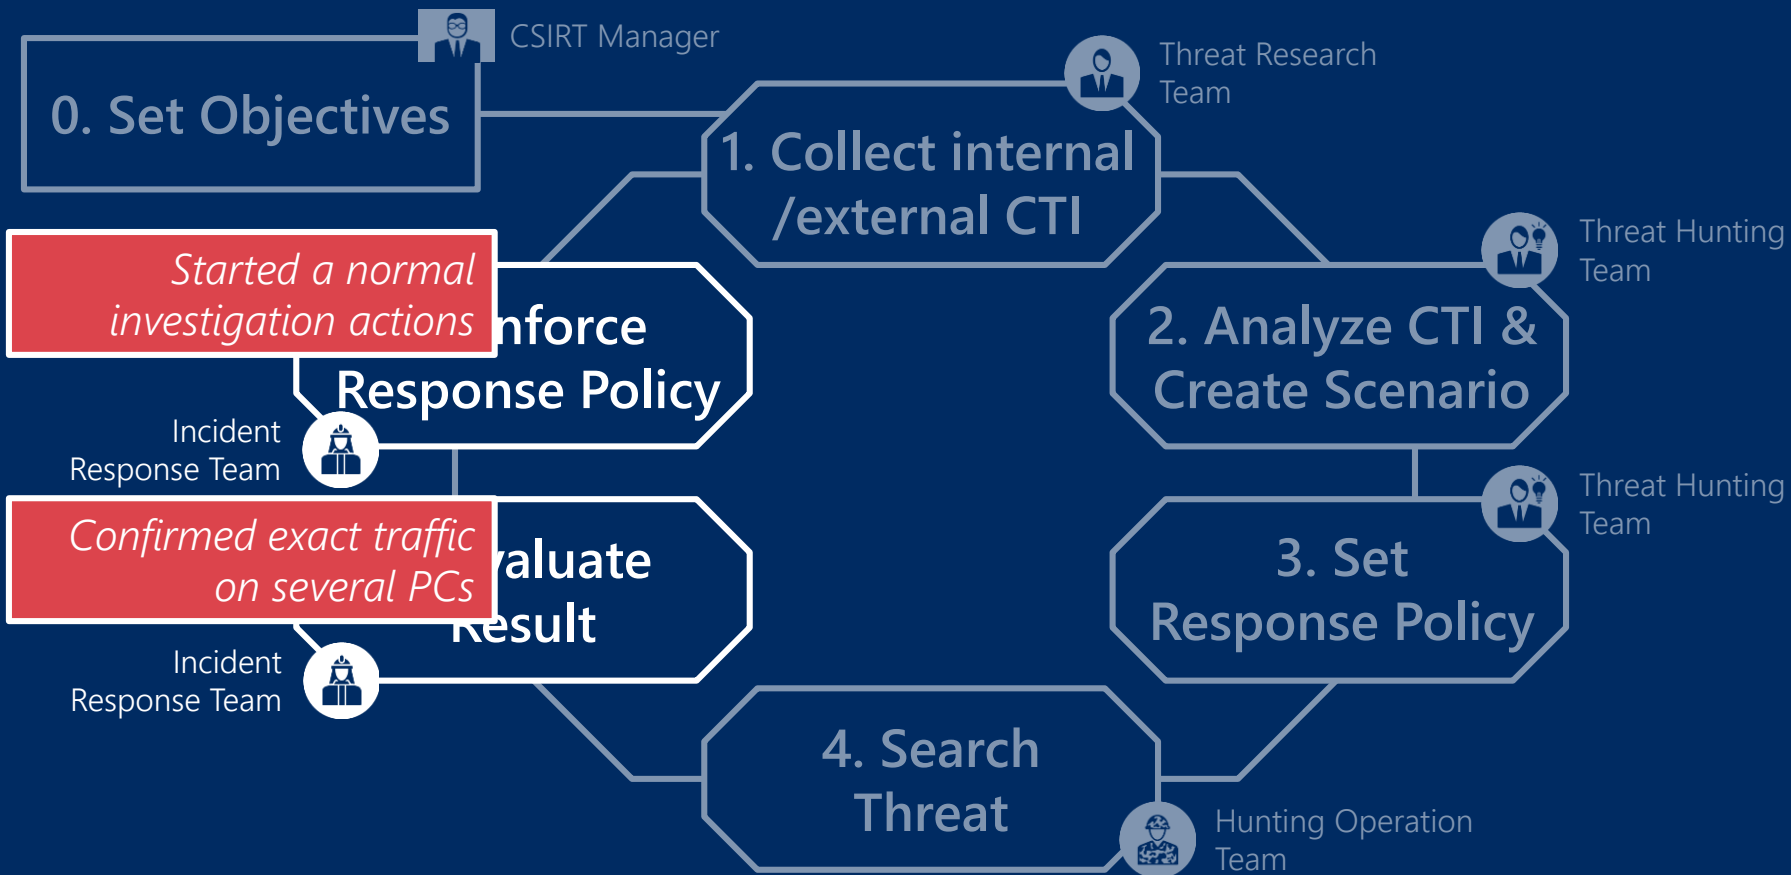 CSIRT Manager
0. Set Objectives
Threat Research
Team
1. Collect internal
/external CTI
Threat Hunting
Team
2. Analyze CTI &
Create Scenario
Threat Hunting
Team
3. Set
Response Policy
4. Search
Threat
Hunting Operation
Team
Confirmed exact traffic
on several PCs
valuate
Result
Incident
Response Team
Started a normal
investigation actions
nforce
Response Policy
Incident
Response Team